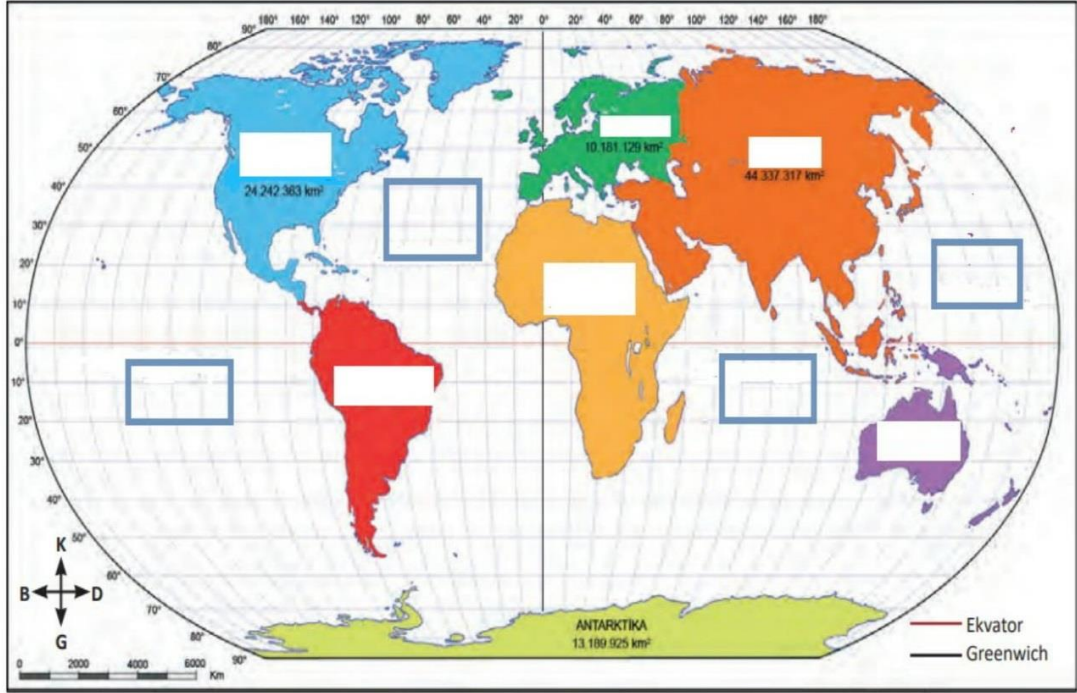 180° 160° 140° 120° 100° 80° 60° 40° 20° 0° 20° 40° 60° 80° 100° 120° 140° 160° 180°
90°
80°
70°
60°
50°
40°
30°
20°
10°
0°
10°
20°
30°
40°
50°
60°
70°
80°
90°
24.242.363 km²
10.181.129 km²
44.337.317 km²
K
B D
G
ANTARKTİKA
13.189.925 km²
Ekvator
Greenwich
0 2000 4000 6000 Km